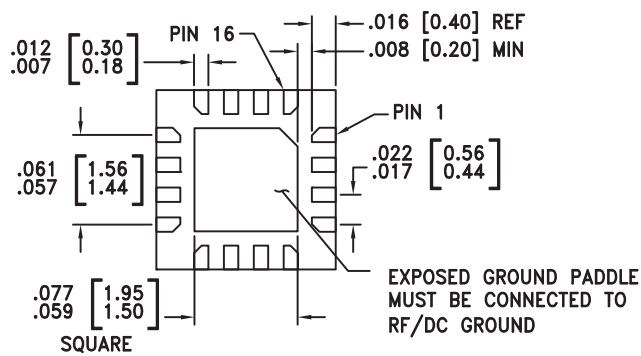 .016 [0.40] REF
.008 [0.20] MIN
PIN 16
.012 [0.30]
.007 [0.18]
PIN 1
.022 [0.56]
.017 [0.44]
.061 [1.56]
.057 [1.44]
.077 [1.95]
.059 [1.50]
SQUARE
EXPOSED GROUND PADDLE
MUST BE CONNECTED TO
RF/DC GROUND